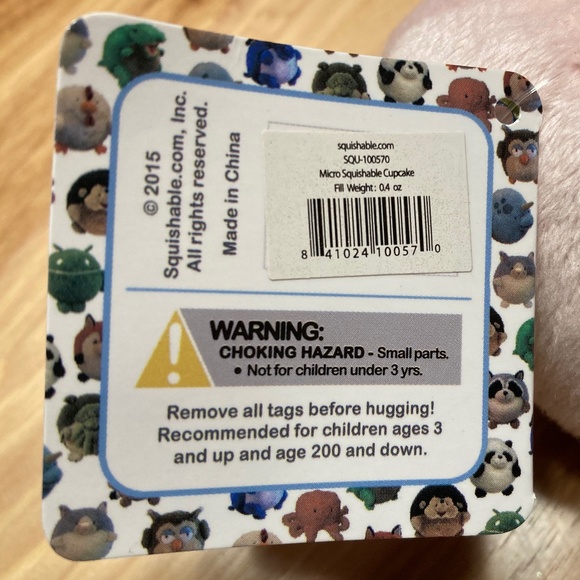 © 2015
Squishable.com, Inc.
All rights reserved.
Made in China
squishable.com
SQU-100570
Micro Squishable Cupcake
Fill Weight: 0.4 oz
8 41024 10057 0
WARNING:
CHOKING HAZARD - Small parts.
• Not for children under 3 yrs.
Remove all tags before hugging!
Recommended for children ages 3
and up and age 200 and down.